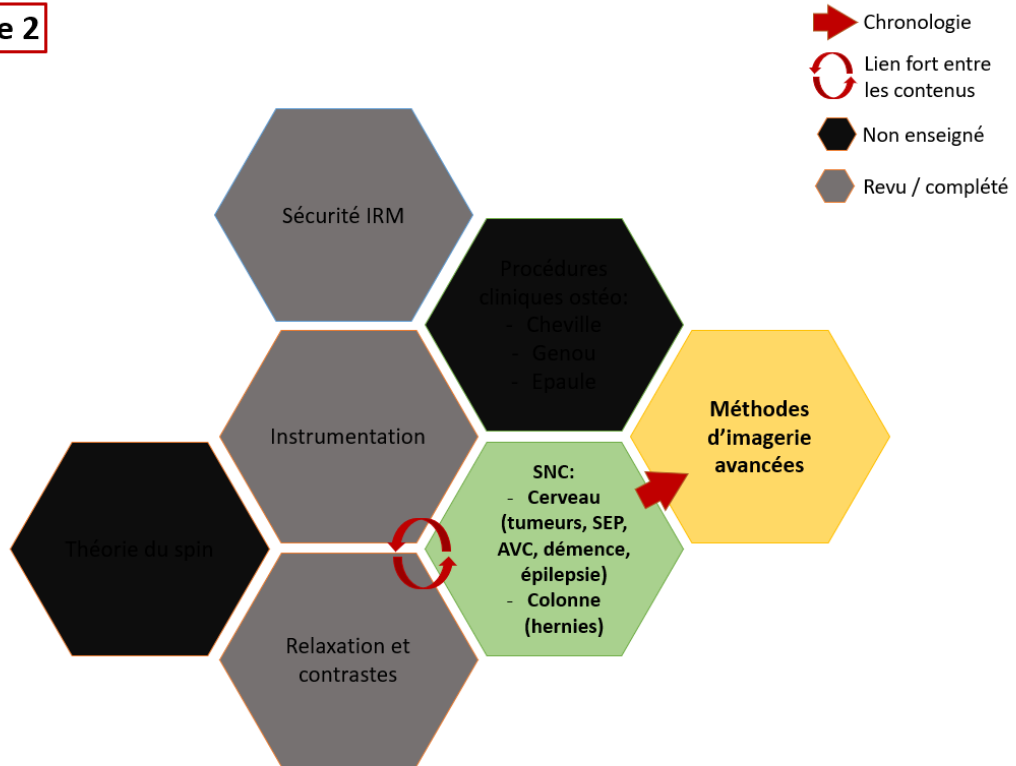 e 2
Chronologie
Lien fort entre
les contenus
Non enseigné
Revu / complété
Sécurité IRM
Procédures
cliniques ostéo:
- Cheville
- Genou
- Epaule
Méthodes
d'imagerie
avancées
Instrumentation
SNC:
- Cerveau
(tumeurs, SEP,
AVC, démence,
épilepsie)
- Colonne
(hernies)
Théorie du spin
Relaxation et
contrastes